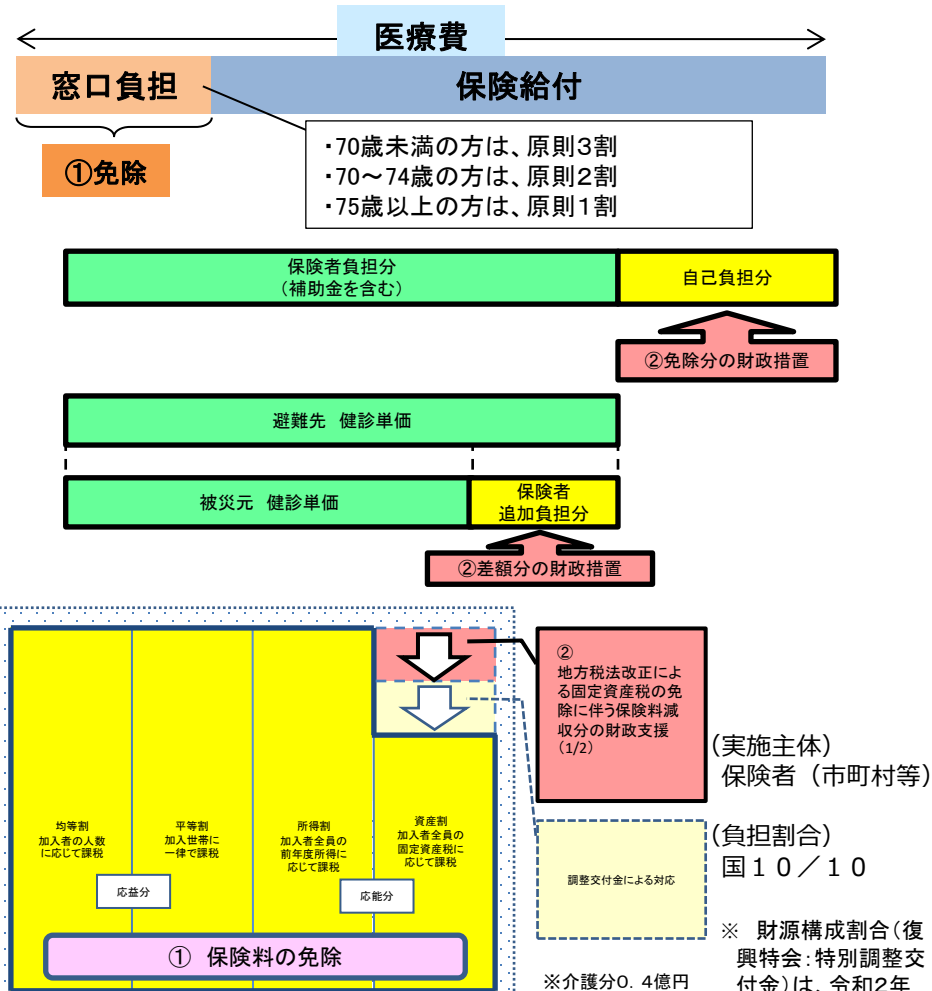 医療費
窓口負担
保険給付
・70歳未満の方は、原則3割
・70～74歳の方は、原則2割
・75歳以上の方は、原則1割
①免除
保険者負担分
（補助金を含む）
自己負担分
②免除分の財政措置
避難先 健診単価
被災元 健診単価
保険者
追加負担分
②差額分の財政措置
②
地方税法改正によ
る固定資産税の免
除に伴う保険料減
収分の財政支援
（1/2）
（実施主体）
保険者（市町村等）
均等割
加入者の人数
に応じて課税
平等割
加入世帯に
一律で課税
所得割
加入者全員の
前年度所得に
応じて課税
資産割
加入者全員の
固定資産税に
応じて課税
応益分
応能分
① 保険料の免除
調整交付金による対応
（負担割合）
国１０／１０
※ 財源構成割合（復
興特会：特別調整交
付金）は、令和2年
※介護分0．4億円